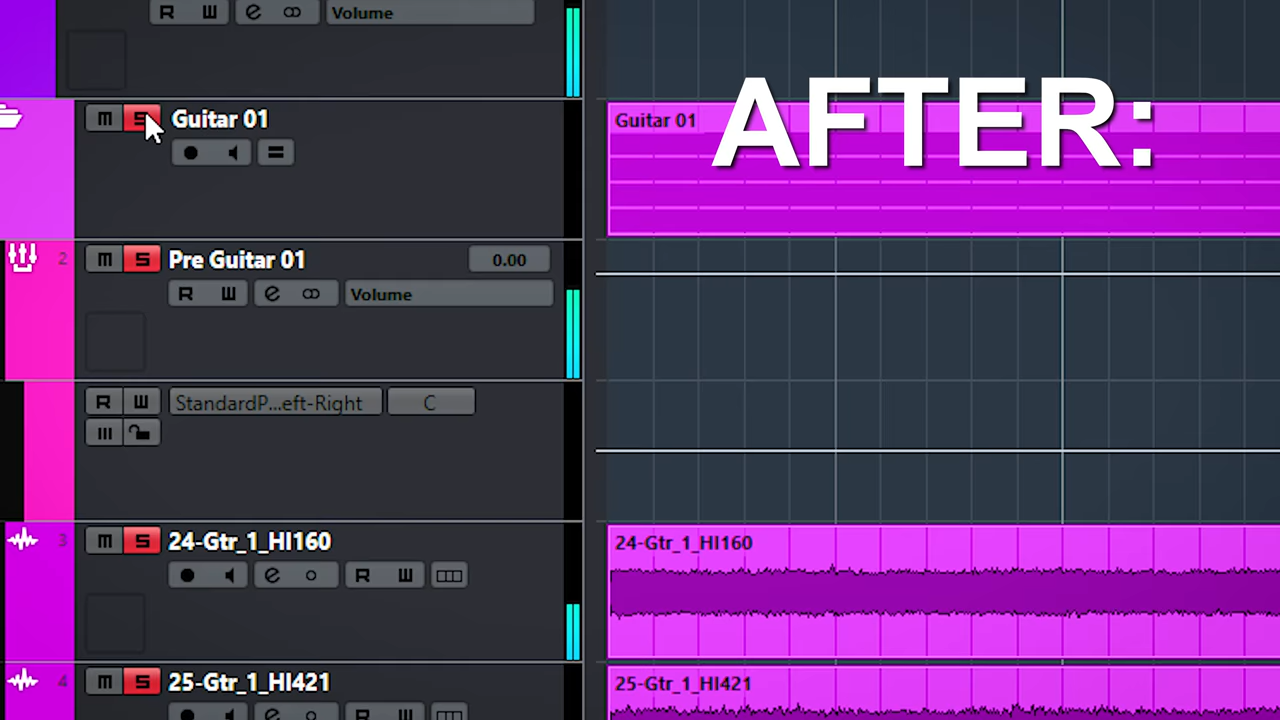 R W e Volume
M S Guitar 01
Guitar 01
AFTER:
2 M S Pre Guitar 01 0.00
R W e Volume
R W StandardP...eft-Right C
3 M S 24-Gtr_1_HI160
24-Gtr_1_HI160
e R W
4 M S 25-Gtr_1_HI421
25-Gtr_1_HI421
e R W